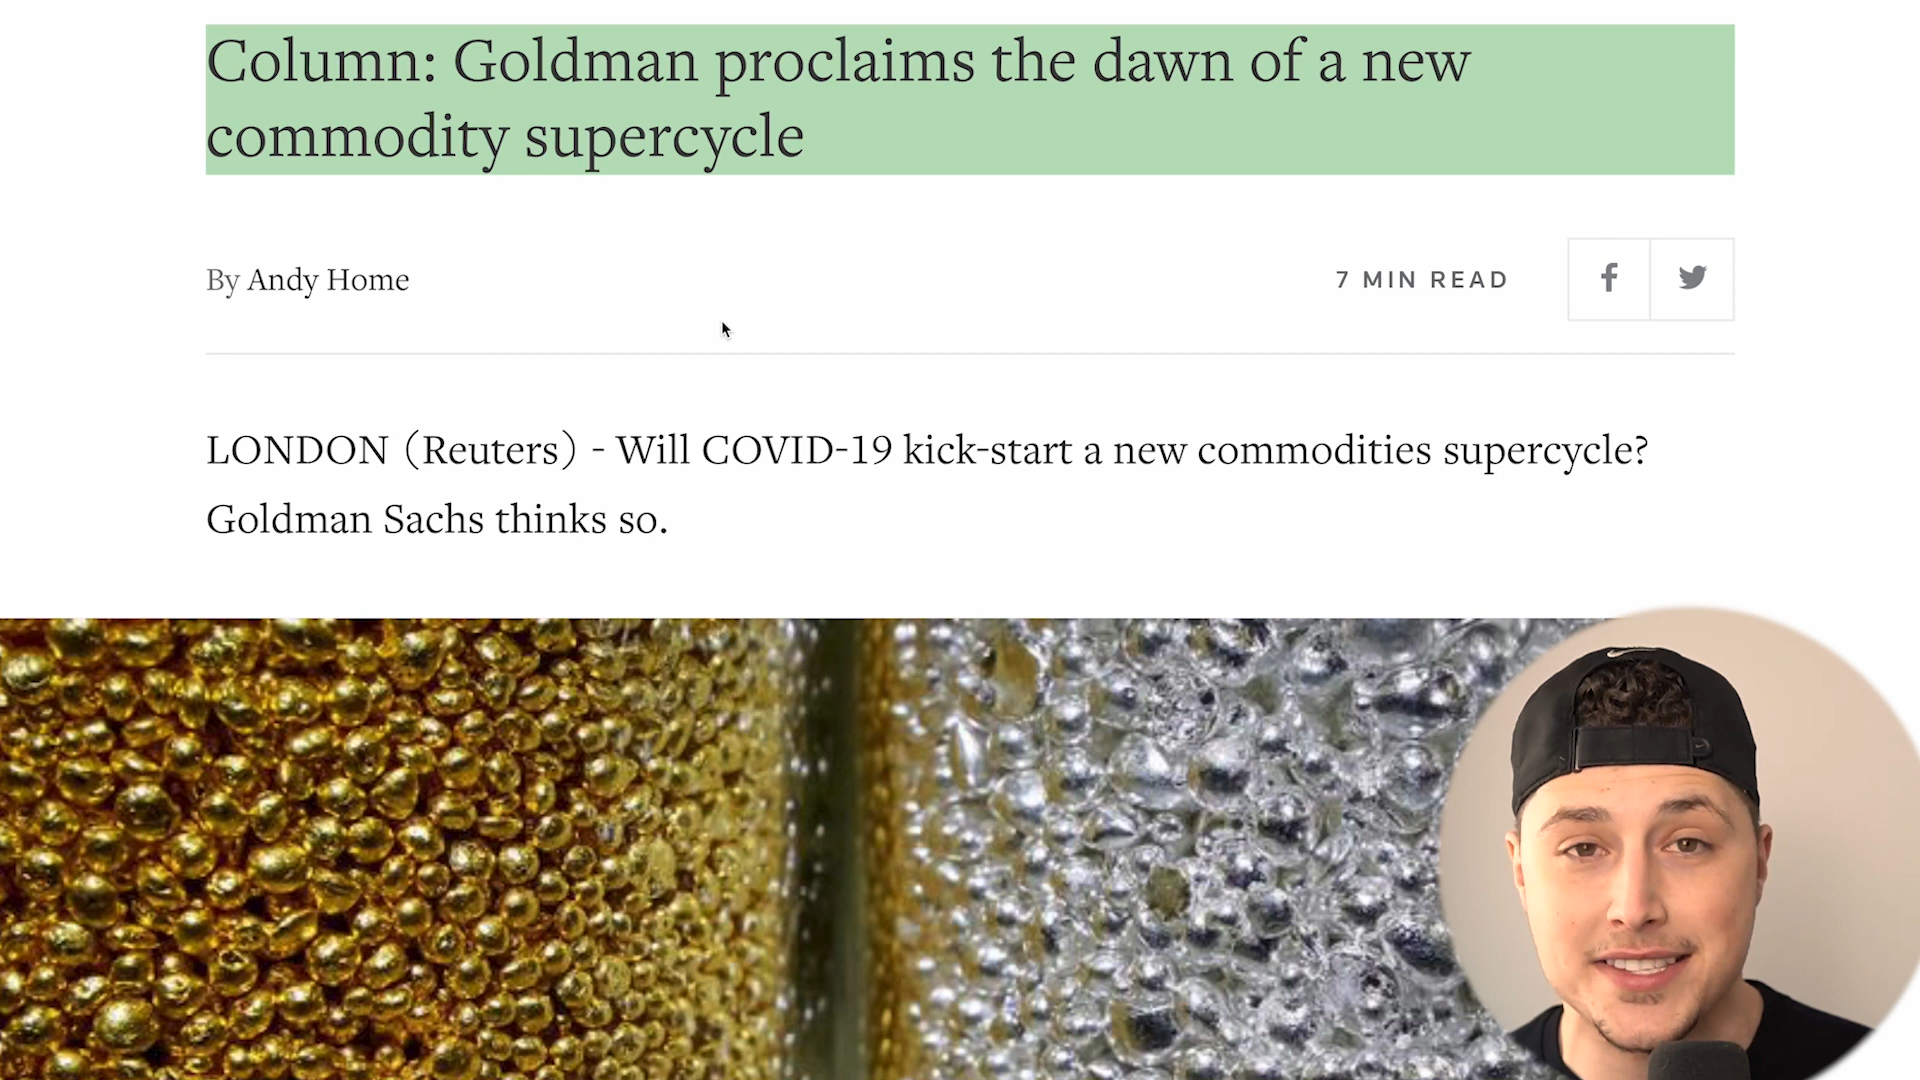 Column: Goldman proclaims the dawn of a new
commodity supercycle
By Andy Home
7 MIN READ
LONDON (Reuters) - Will COVID-19 kick-start a new commodities supercycle?
Goldman Sachs thinks so.